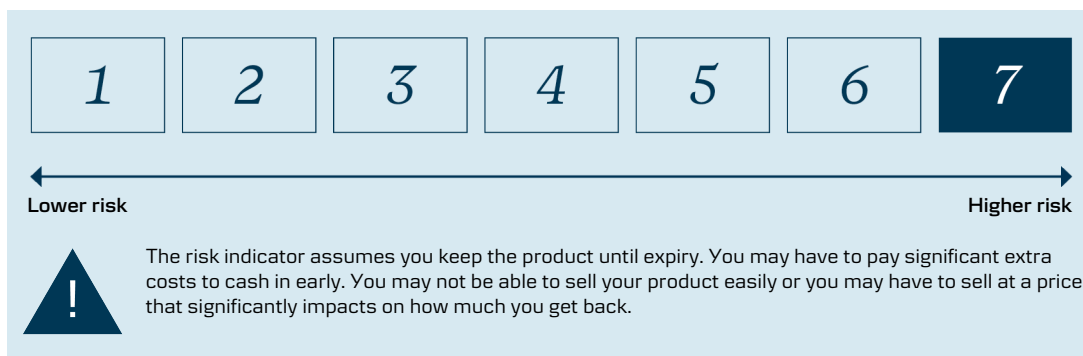 1 2 3 4 5 6 7
Lower risk Higher risk
The risk indicator assumes you keep the product until expiry. You may have to pay significant extra
costs to cash in early. You may not be able to sell your product easily or you may have to sell at a price
that significantly impacts on how much you get back.
!